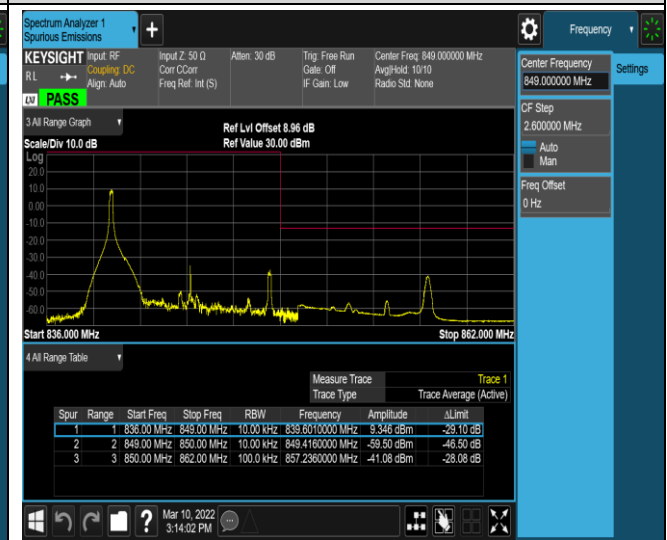 Spectrum Analyzer 1
Spurious Emissions
+
Frequency
KEYSIGHT
RL
LXI PASS
Input: RF
Coupling: DC
Align: Auto
Input Z: 50 Ω
Corr CCorr
Freq Ref: Int (S)
Atten: 30 dB
Trig: Free Run
Gate: Off
IF Gain: Low
Center Freq: 849.000000 MHz
Avg|Hold: 10/10
Radio Std: None
Center Frequency
849.000000 MHz
Settings
CF Step
2.600000 MHz
Auto
Man
Freq Offset
0 Hz
3 All Range Graph
Scale/Div 10.0 dB
Ref Lvl Offset 8.96 dB
Ref Value 30.00 dBm
Log
20.0
10.0
0.00
-10.0
-20.0
-30.0
-40.0
-50.0
-60.0
Start 836.000 MHz
Stop 862.000 MHz
4 All Range Table
Measure Trace Trace 1
Trace Type Trace Average (Active)
Spur Range Start Freq Stop Freq RBW Frequency Amplitude ΔLimit
1 1 836.00 MHz 849.00 MHz 10.00 kHz 839.6010000 MHz 9.346 dBm -29.10 dB
2 2 849.00 MHz 850.00 MHz 10.00 kHz 849.4160000 MHz -59.50 dBm -46.50 dB
3 3 850.00 MHz 862.00 MHz 100.0 kHz 857.2360000 MHz -41.08 dBm -28.08 dB
?
Mar 10, 2022
3:14:02 PM